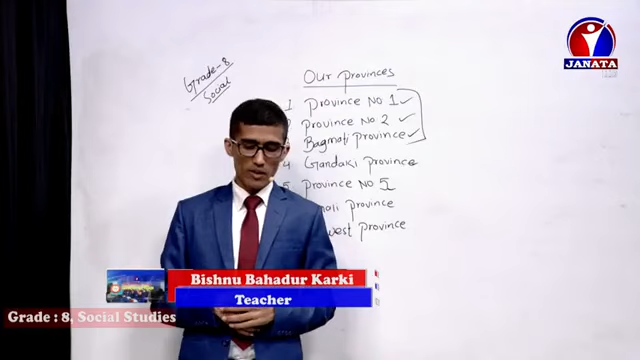 JANATA
Grade-8
Social
Our provinces
1 province No 1
province No 2
3 Bagmati province
4 Gandaki province
5 province No 5
province
west province
Bishnu Bahadur Karki
Teacher
Grade : 8, Social Studies